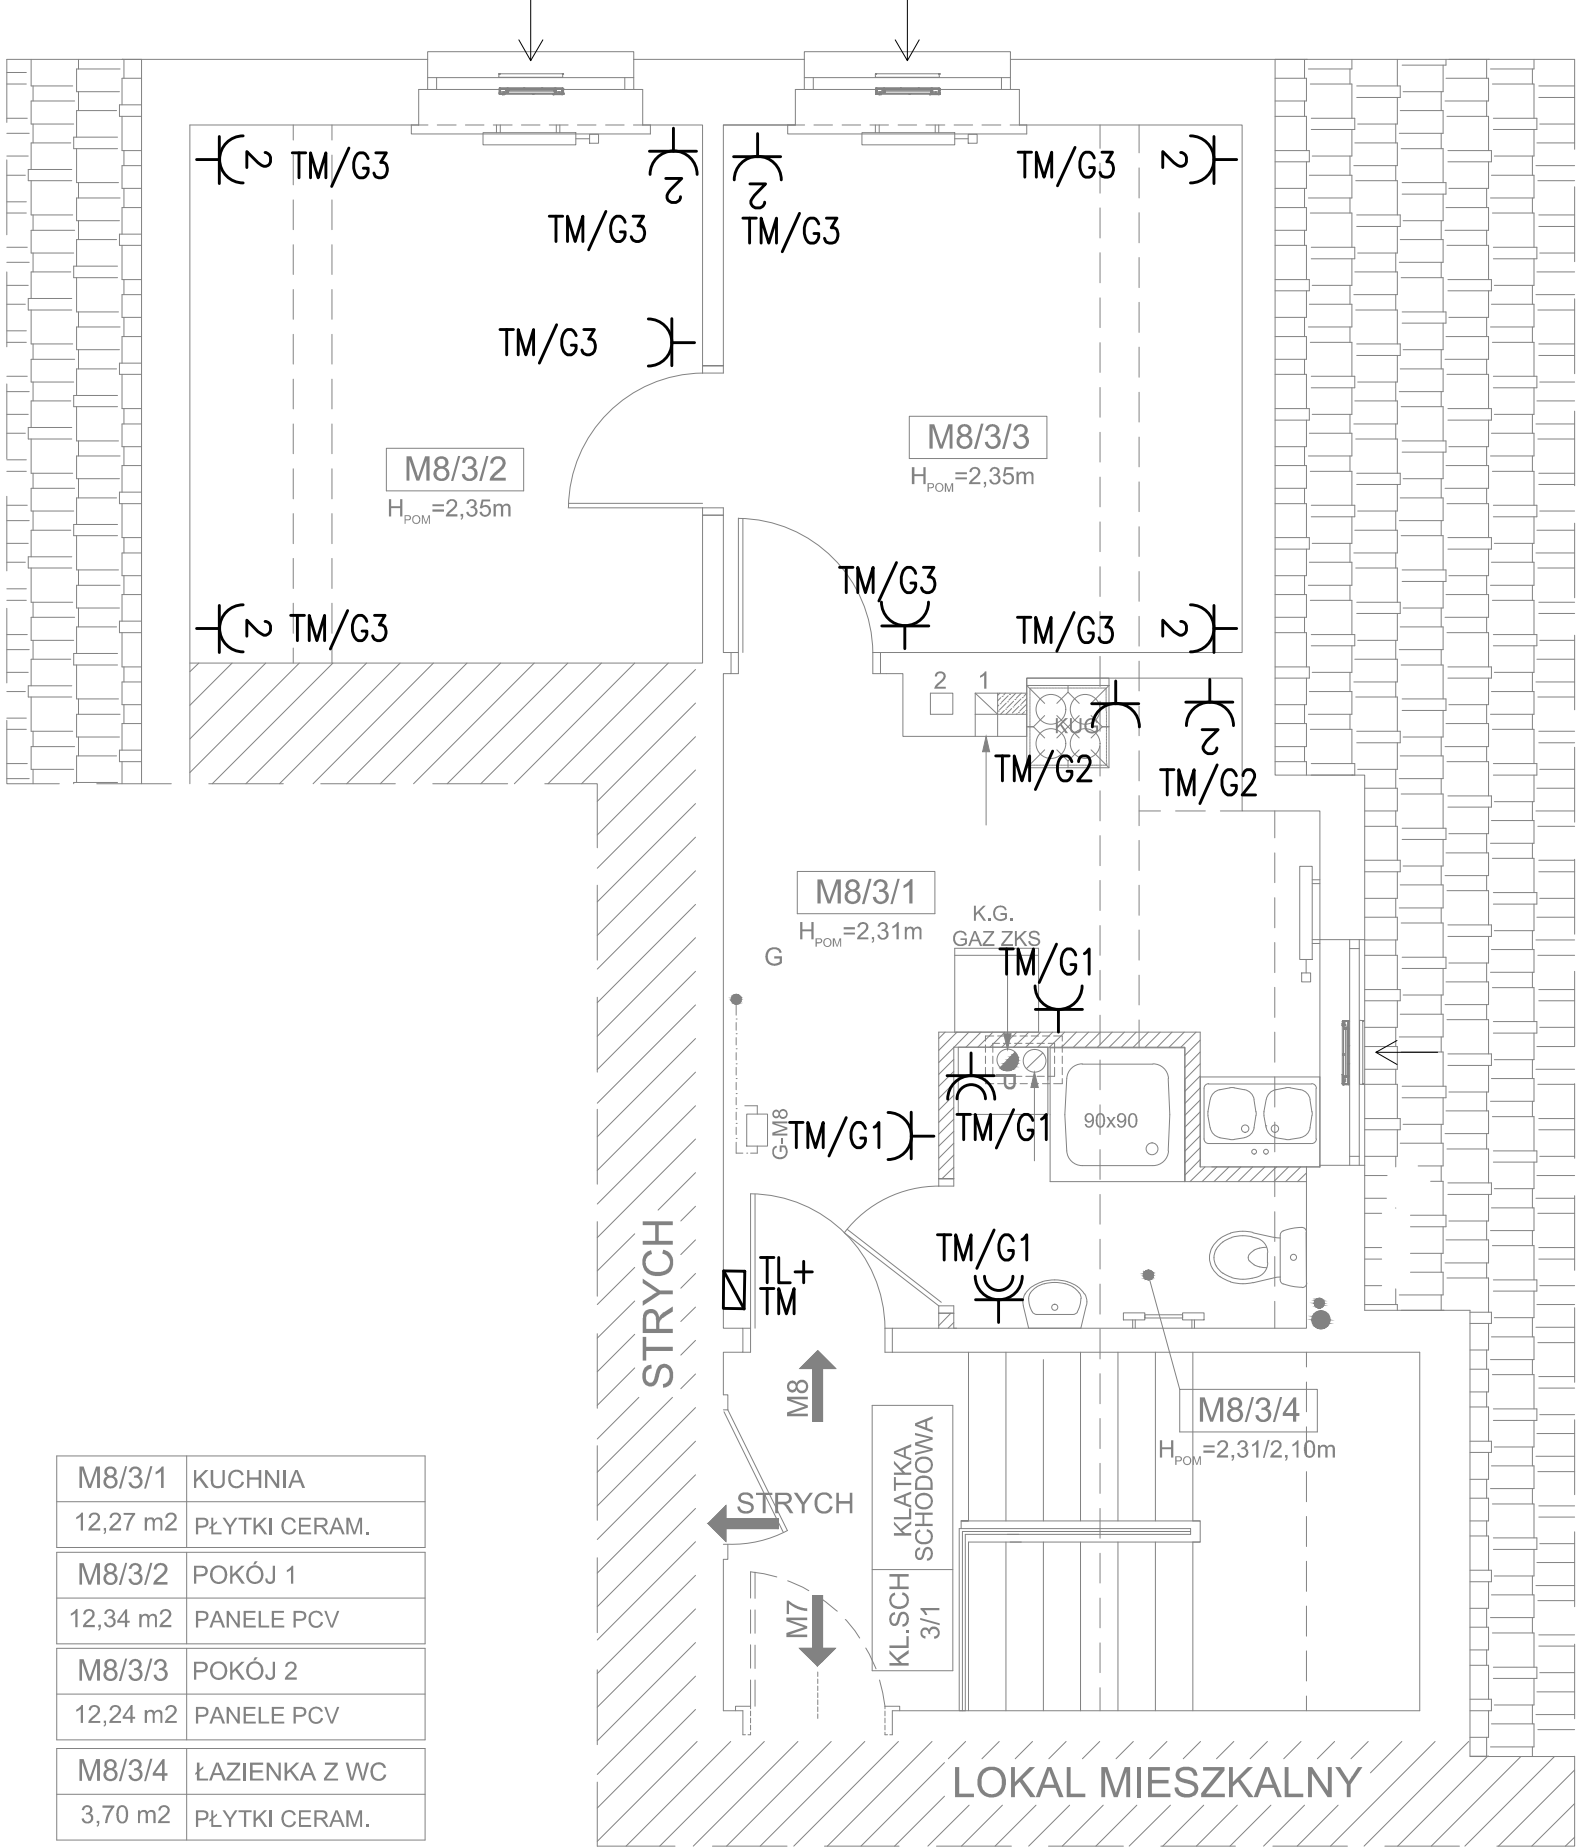 2 TM/G3
2
TM/G3
2
TM/G3
TM/G3 2
TM/G3
M8/3/2
HPOM=2,35m
M8/3/3
HPOM=2,35m
2 TM/G3
TM/G3
TM/G3 2
2 1
KUG
TM/G2
2
TM/G2
M8/3/1
HPOM=2,31m
G
K.G.
GAZ ZKS
TM/G1
U
G-M8
TM/G1
TM/G1
90x90
TM/G1
TL+
TM
STRYCH
M8
M8/3/4
HPOM=2,31/2,10m
KLATKA
SCHODOWA
STRYCH
KL.SCH
3/1
M7
M8/3/1 KUCHNIA
12,27 m2 PŁYTKI CERAM.
M8/3/2 POKÓJ 1
12,34 m2 PANELE PCV
M8/3/3 POKÓJ 2
12,24 m2 PANELE PCV
M8/3/4 ŁAZIENKA Z WC
3,70 m2 PŁYTKI CERAM.
LOKAL MIESZKALNY